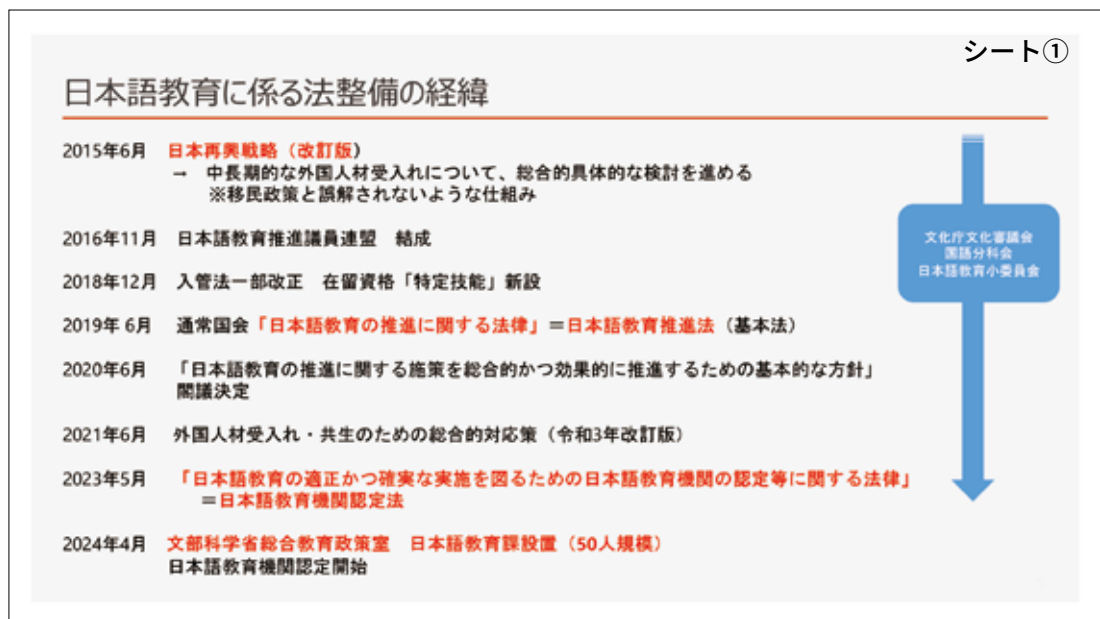 シート①
日本語教育に係る法整備の経緯
2015年6月 日本再興戦略（改訂版）
→ 中長期的な外国人材受入れについて、総合的具体的な検討を進める
※移民政策と誤解されないような仕組み
2016年11月 日本語教育推進議員連盟 結成
2018年12月 入管法一部改正 在留資格「特定技能」新設
2019年 6月 通常国会「日本語教育の推進に関する法律」＝日本語教育推進法（基本法）
2020年6月 「日本語教育の推進に関する施策を総合的かつ効果的に推進するための基本的な方針」
閣議決定
2021年6月 外国人材受入れ・共生のための総合的対応策（令和3年改訂版）
2023年5月 「日本語教育の適正かつ確実な実施を図るための日本語教育機関の認定等に関する法律」
＝日本語教育機関認定法
2024年4月 文部科学省総合教育政策室 日本語教育課設置（50人規模）
日本語教育機関認定開始
文化庁文化審議会
国語分科会
日本語教育小委員会